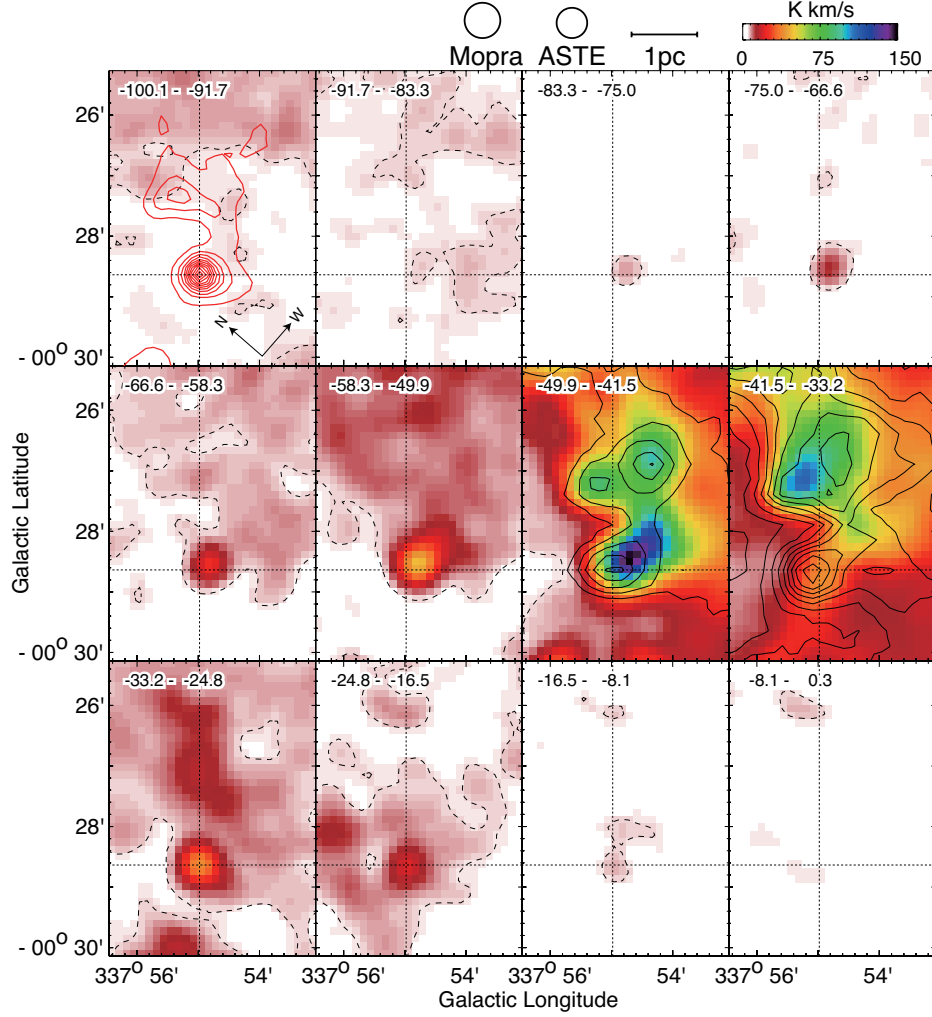 K km/s
0 75 150
Mopra ASTE 1pc
-100.1 - -91.7 -91.7 - -83.3 -83.3 - -75.0 -75.0 - -66.6
26'
28'
- 00° 30'
N W
-66.6 - -58.3 -58.3 - -49.9 -49.9 - -41.5 -41.5 - -33.2
26'
28'
- 00° 30'
Galactic Latitude
-33.2 - -24.8 -24.8 - -16.5 -16.5 - -8.1 -8.1 - 0.3
26'
28'
- 00° 30'
337° 56' 54' 337° 56' 54' 337° 56' 54' 337° 56' 54'
Galactic Longitude